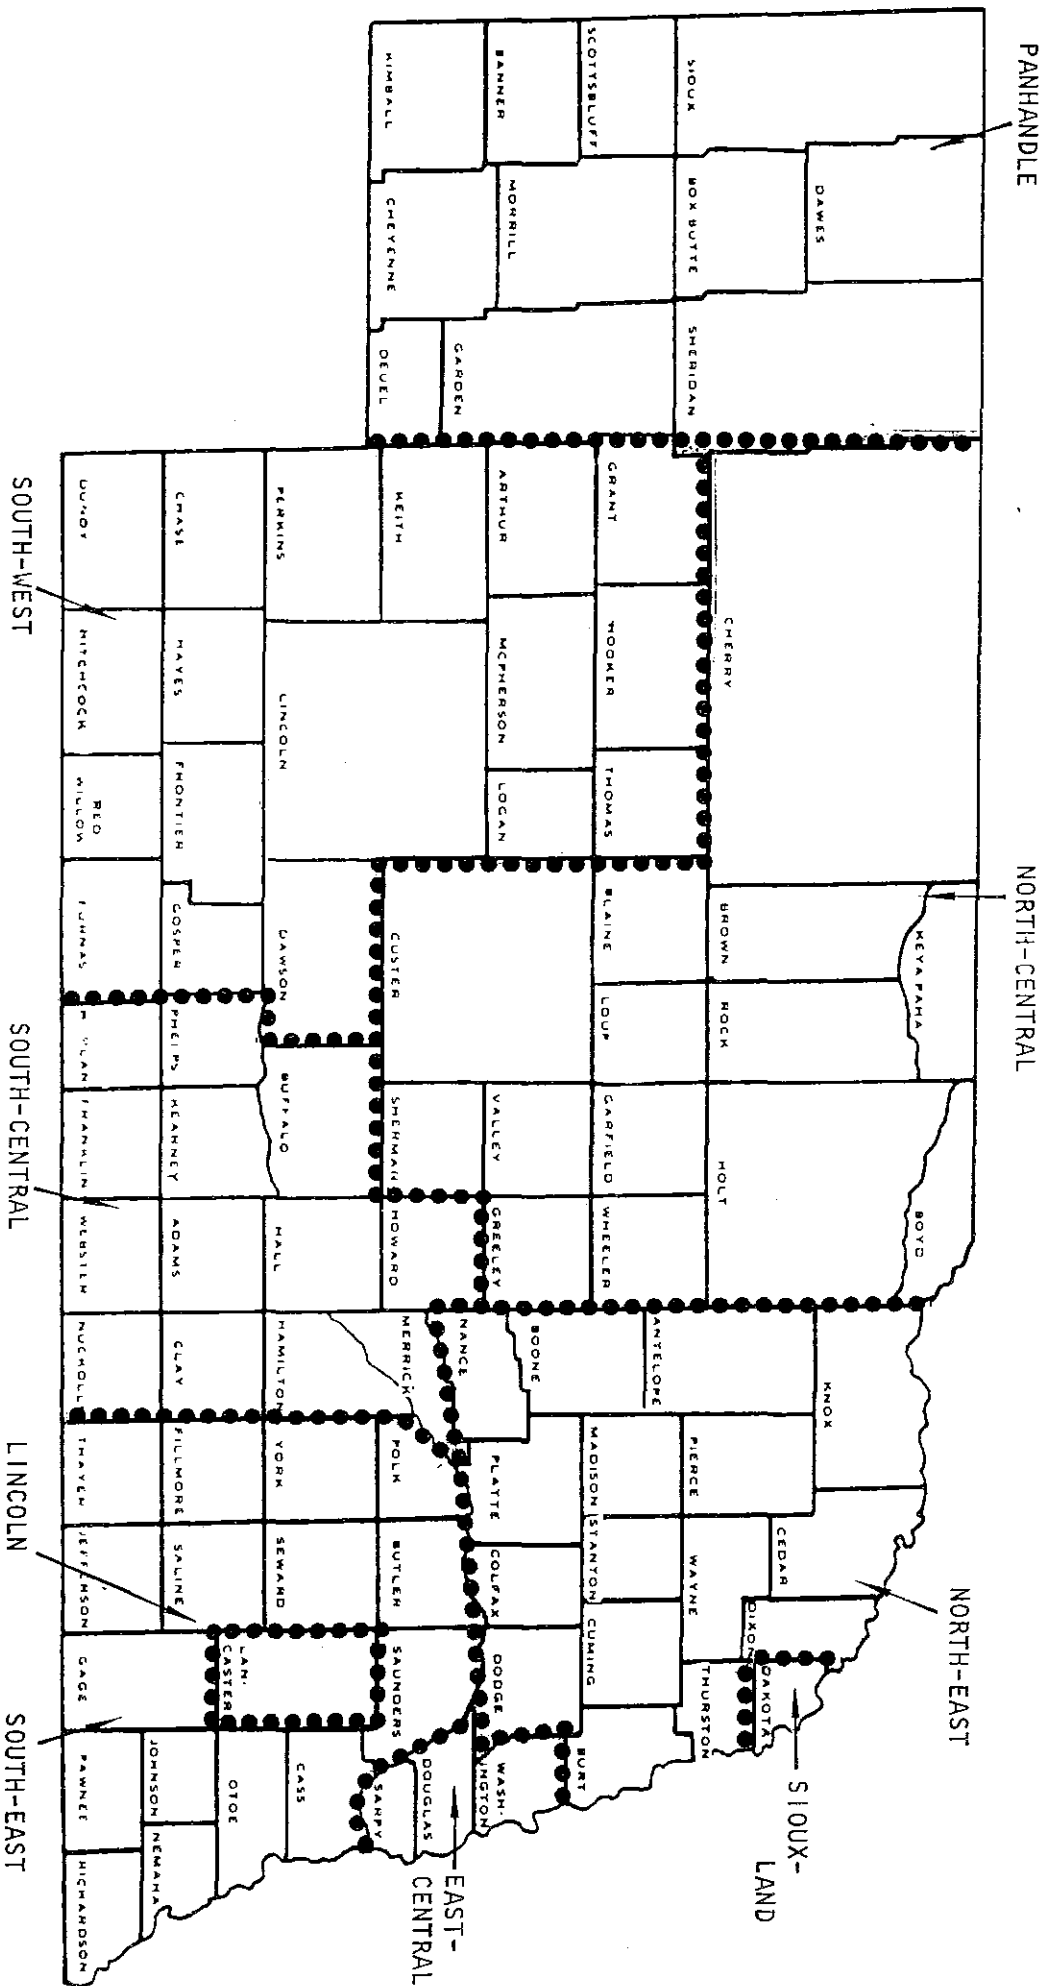 PANHANDLE
NORTH-CENTRAL
NORTH-EAST
SIOUX-
LAND
SIOUX
DAWES
SHERIDAN
CHERRY
KEYA PAHA
BOYD
BROWN
ROCK
HOLT
KNOX
CEDAR
DIXON
DAKOTA
SCOTTSBLUFF
BOX BUTTE
BANNER
MORRILL
GARDEN
KIMBALL
CHEYENNE
DEUEL
GRANT
HOOKER
THOMAS
BLAINE
LOUP
GARFIELD
WHEELER
ANTELOPE
PIERCE
WAYNE
THURSTON
ARTHUR
MCPHERSON
LOGAN
CUSTER
VALLEY
GREELEY
BOONE
MADISON
STANTON
CUMING
BURT
KEITH
LINCOLN
SHERMAN
HOWARD
NANCE
MERRICK
PLATTE
COLFAX
DODGE
WASH-
INGTON
PERKINS
DAWSON
BUFFALO
HALL
HAMILTON
POLK
BUTLER
SAUNDERS
DOUGLAS
SARPY
EAST-
CENTRAL
CHASE
HAYES
FRONTIER
GOSPER
PHELPS
KEARNEY
ADAMS
CLAY
YORK
SEWARD
LAN-
CASTER
CASS
OTOE
FILLMORE
SALINE
HITCHCOCK
RED
WILLOW
FRANKLIN
WEBSTER
THAYER
JEFFERSON
GAGE
JOHNSON
NEMAHA
PAWNEE
RICHARDSON
SOUTH-WEST
SOUTH-CENTRAL
LINCOLN
SOUTH-EAST